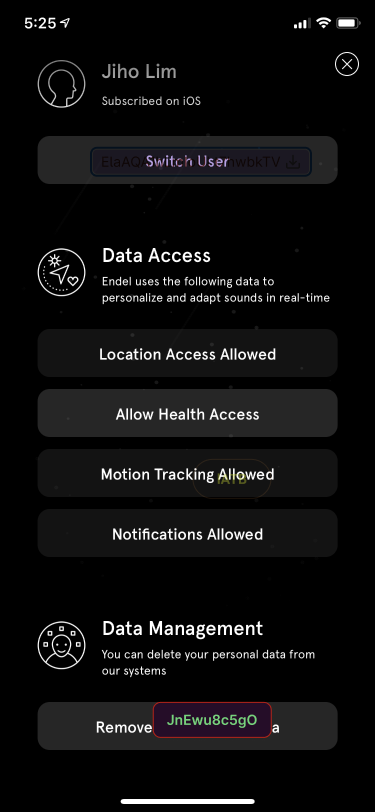 5:25
Jiho Lim
Subscribed on iOS
Switch User
Data Access
Endel uses the following data to
personalize and adapt sounds in real-time
Location Access Allowed
Allow Health Access
Motion Tracking Allowed
IATB
Notifications Allowed
Data Management
You can delete your personal data from
our systems
Remove
JnEwu8c5gO